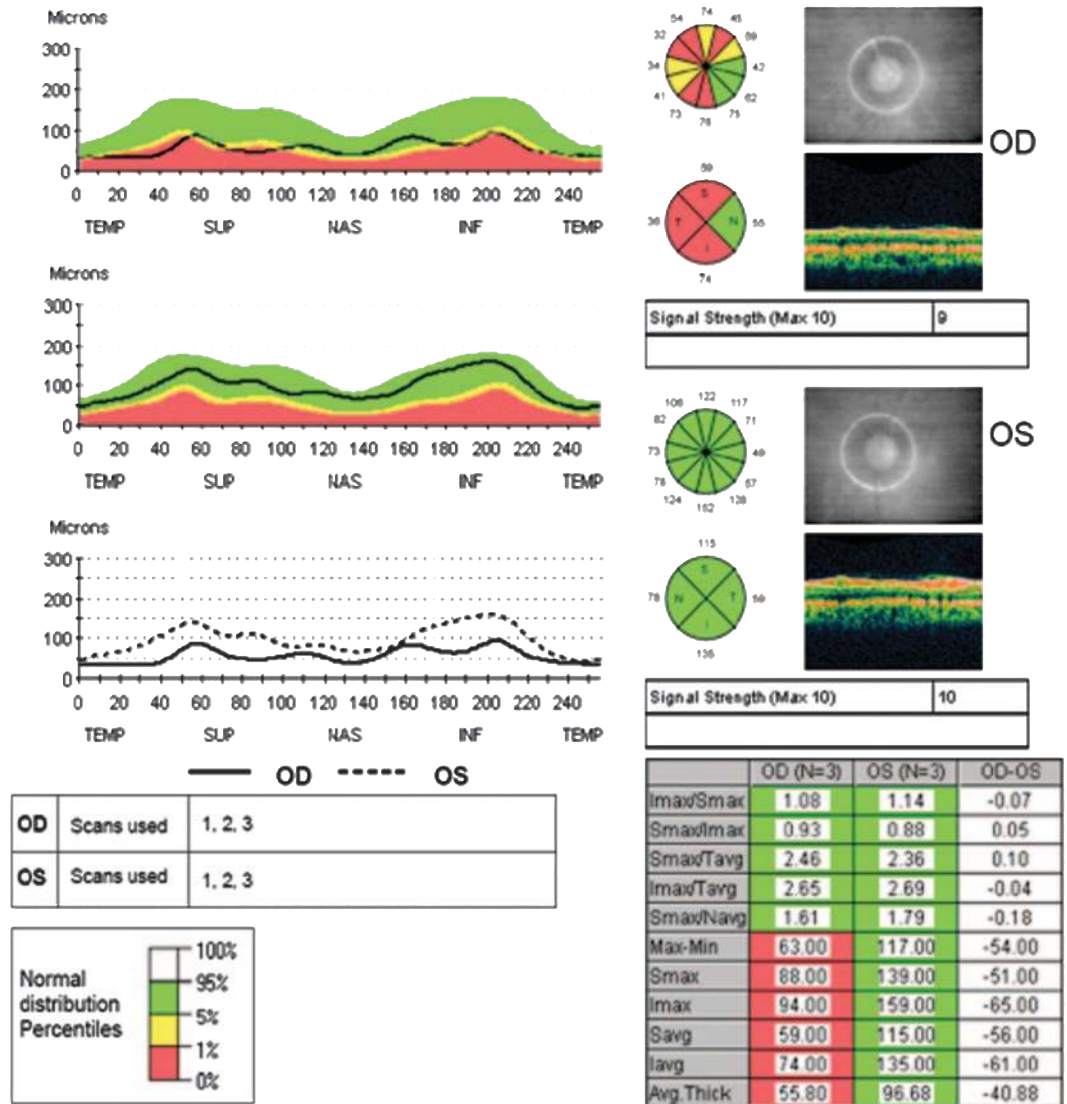 Microns
300
200
100
0
0 20 40 60 80 100 120 140 160 180 200 220 240
TEMP SUP NAS INF TEMP
Microns
300
200
100
0
0 20 40 60 80 100 120 140 160 180 200 220 240
TEMP SUP NAS INF TEMP
Microns
300
200
100
0
0 20 40 60 80 100 120 140 160 180 200 220 240
TEMP SUP NAS INF TEMP
OD OS
OD Scans used 1, 2, 3
OS Scans used 1, 2, 3
Normal distribution Percentiles
100%
95%
5%
1%
0%
74
54 45
32
34 42
41 62
73 75
76
OD
S
36 T N 55
I
74
Signal Strength (Max 10) 9
122
106 117
82 71
73 49
78 57
124 138
152
OS
115
S
78 N T 59
I
Signal Strength (Max 10) 10
OD (N=3) OS (N=3) OD-OS
Imax/Smax 1.08 1.14 -0.07
Smax/Imax 0.93 0.88 0.05
Smax/Tavg 2.46 2.36 0.10
Imax/Tavg 2.65 2.69 -0.04
Smax/Navg 1.61 1.79 -0.18
Max-Min 63.00 117.00 -54.00
Smax 88.00 139.00 -51.00
Imax 94.00 159.00 -65.00
Savg 59.00 115.00 -56.00
Iavg 74.00 135.00 -61.00
Avg.Thick 55.80 96.68 -40.88